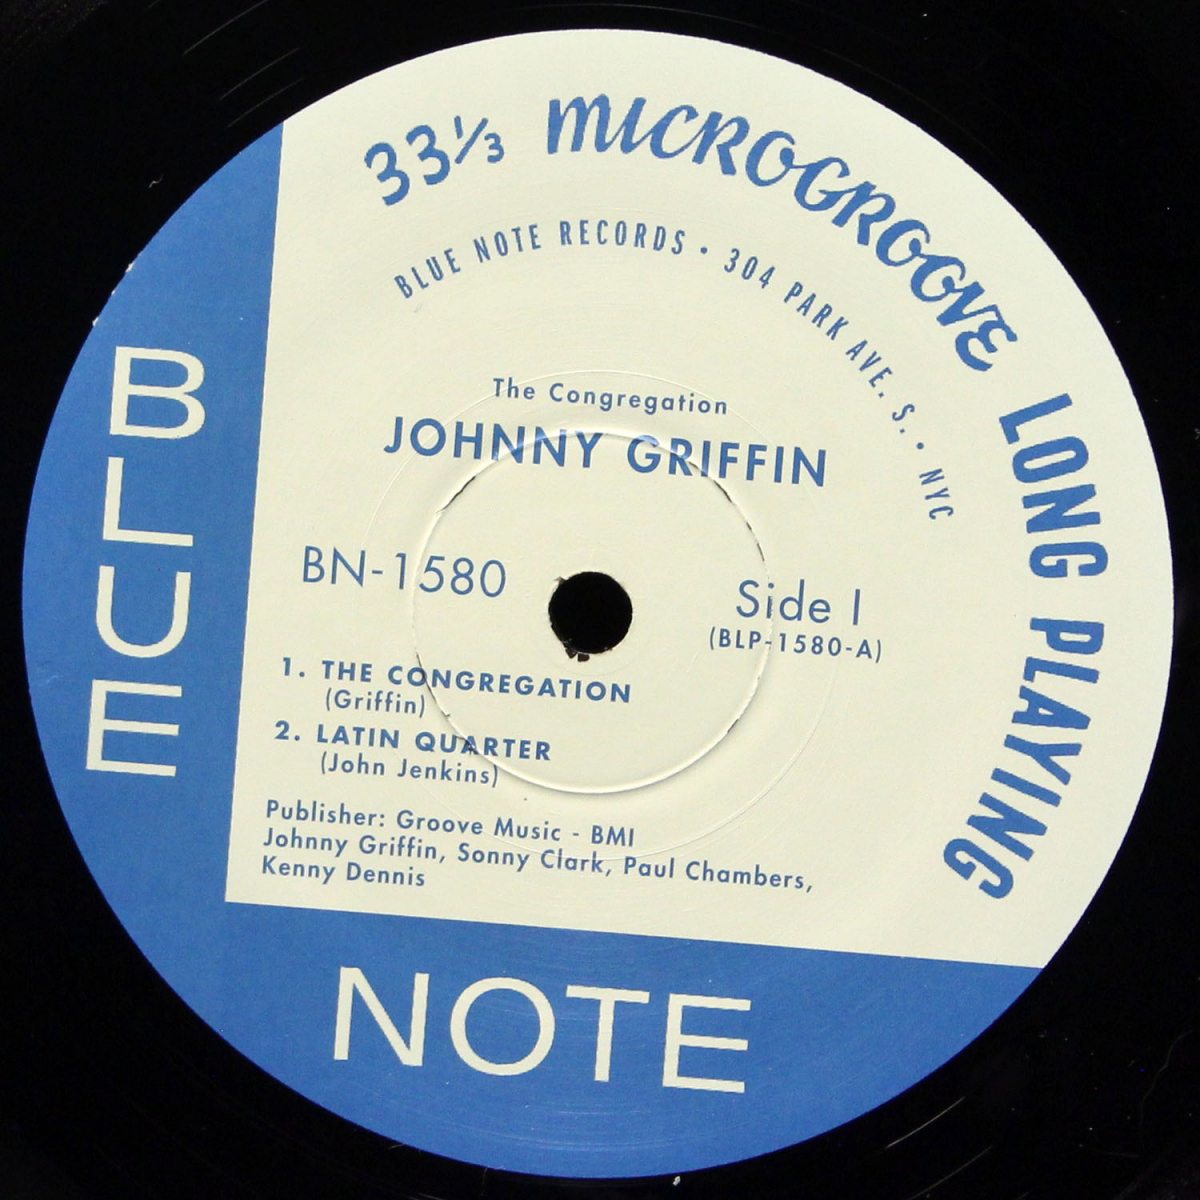 33⅓ MICROGROOVE LONG PLAYING
BLUE NOTE RECORDS • 304 PARK AVE. S. • NYC
The Congregation
JOHNNY GRIFFIN
BN-1580
Side I
(BLP-1580-A)
1. THE CONGREGATION
(Griffin)
2. LATIN QUARTER
(John Jenkins)
Publisher: Groove Music - BMI
Johnny Griffin, Sonny Clark, Paul Chambers,
Kenny Dennis
BLUE
NOTE